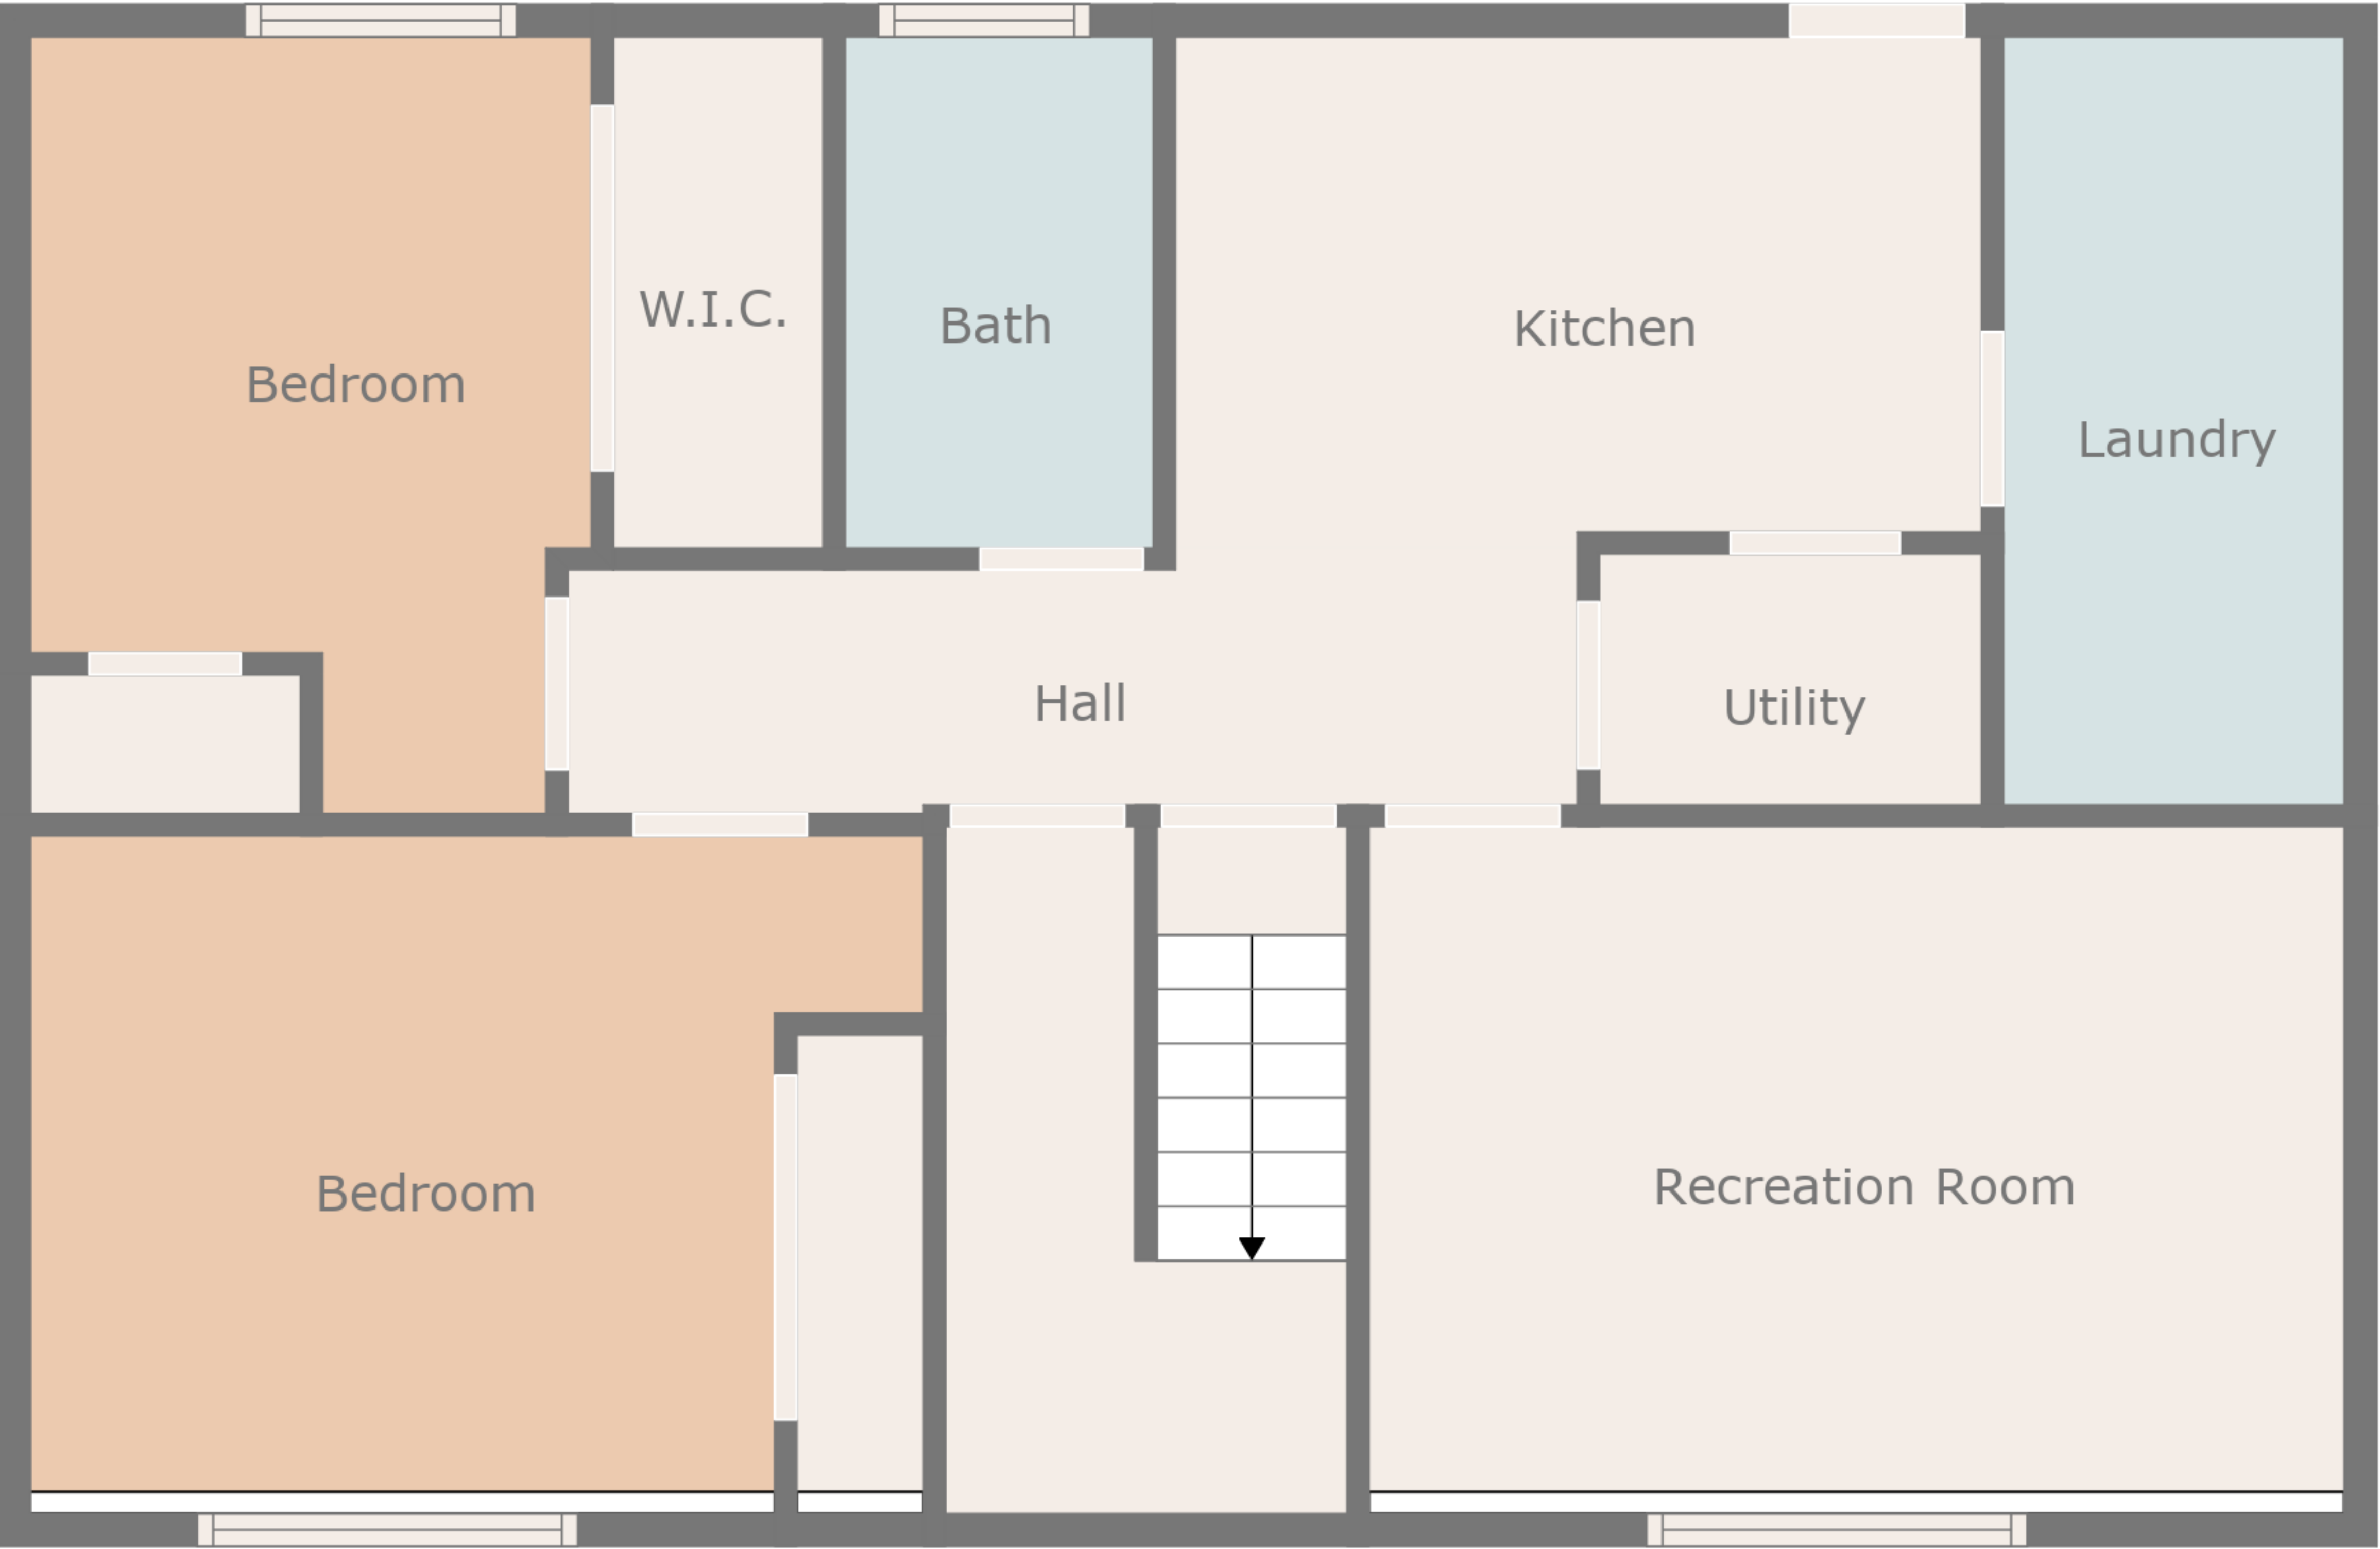 W.I.C.
Bath
Kitchen
Bedroom
Laundry
Hall
Utility
Bedroom
Recreation Room